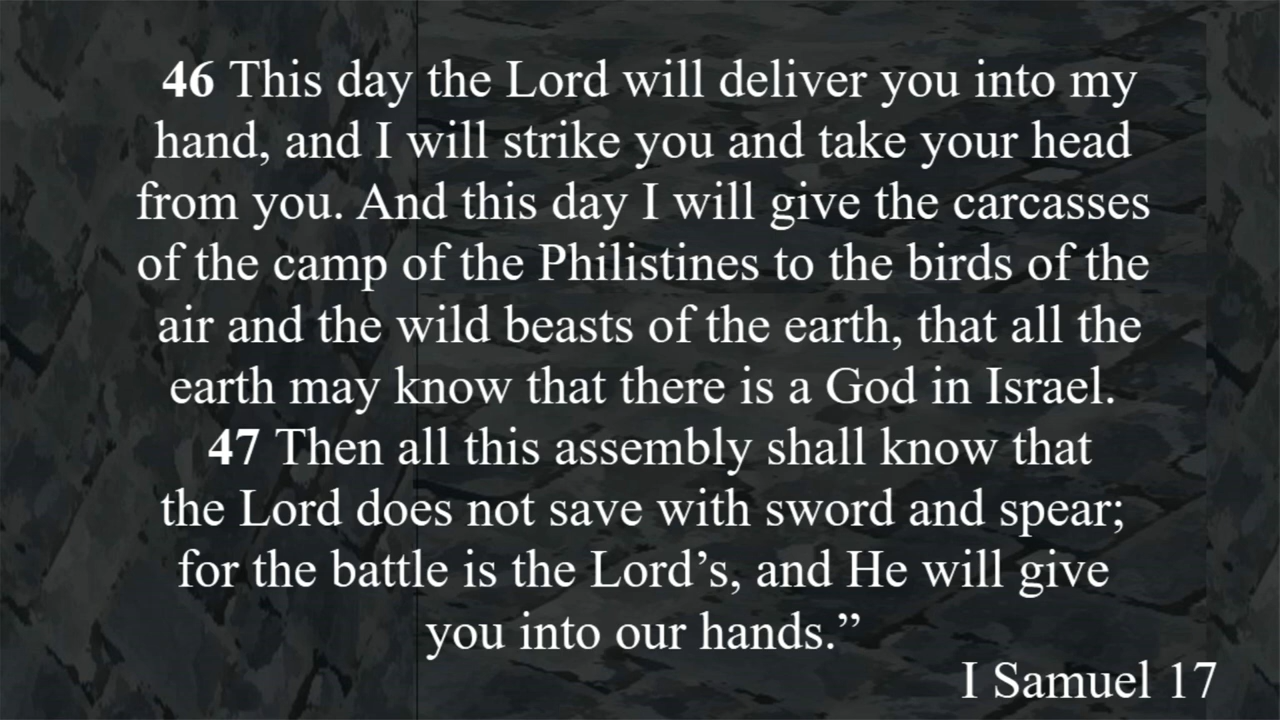 46 This day the Lord will deliver you into my
hand, and I will strike you and take your head
from you. And this day I will give the carcasses
of the camp of the Philistines to the birds of the
air and the wild beasts of the earth, that all the
earth may know that there is a God in Israel.
47 Then all this assembly shall know that
the Lord does not save with sword and spear;
for the battle is the Lord’s, and He will give
you into our hands.”
I Samuel 17